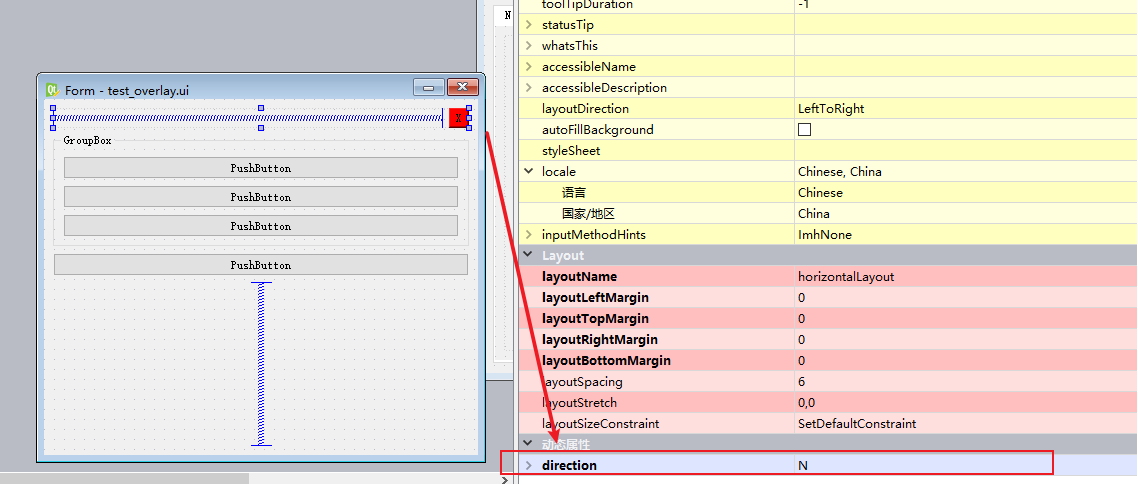 toolTipDuration -1
N
statusTip
whatsThis
accessibleName
accessibleDescription
Form - test_overlay.ui
layoutDirection LeftToRight
X
autoFillBackground
GroupBox
styleSheet
PushButton
locale Chinese, China
PushButton
语言 Chinese
国家/地区 China
PushButton
inputMethodHints ImhNone
Layout
PushButton
layoutName horizontalLayout
layoutLeftMargin 0
layoutTopMargin 0
layoutRightMargin 0
layoutBottomMargin 0
layoutSpacing 6
layoutStretch 0,0
layoutSizeConstraint SetDefaultConstraint
动态属性
direction N